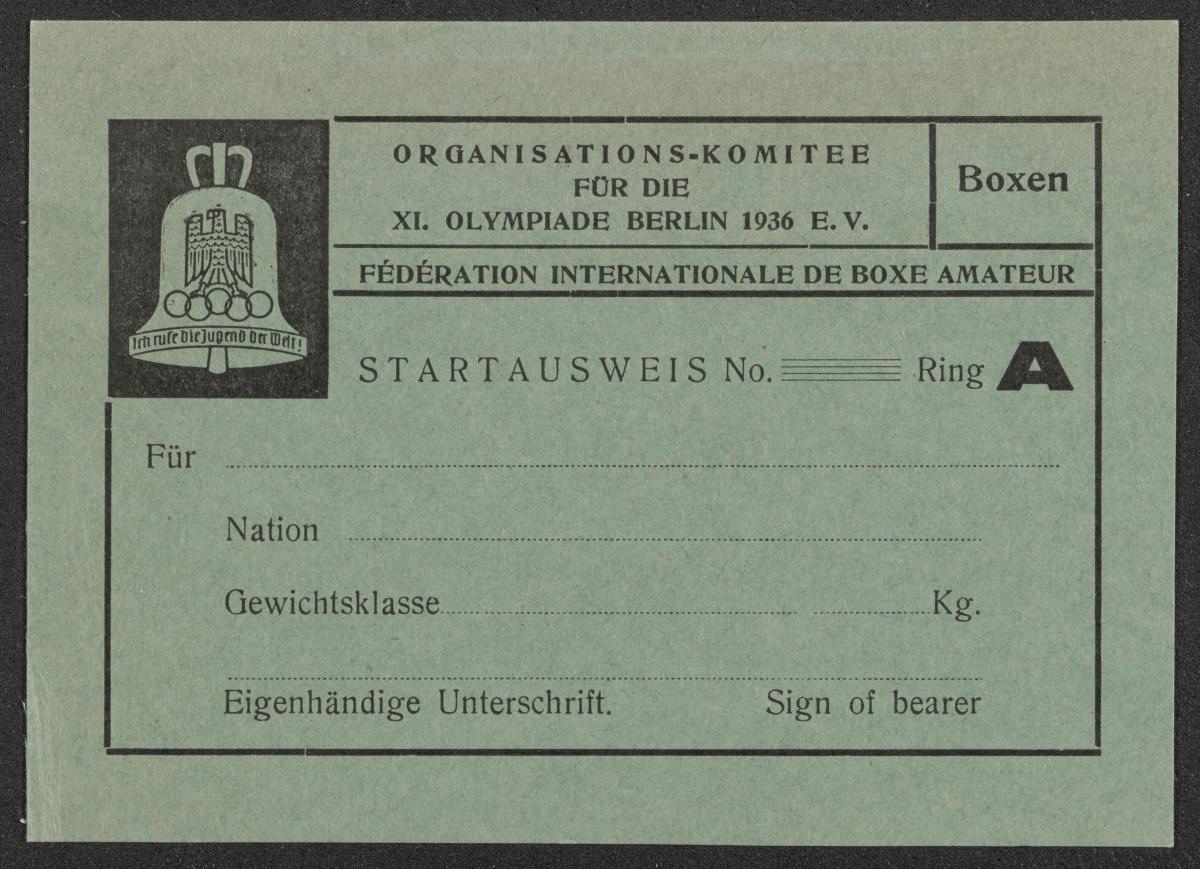 ORGANISATIONS-KOMITEE
FÜR DIE
XI. OLYMPIADE BERLIN 1936 E. V.
Boxen
FÉDÉRATION INTERNATIONALE DE BOXE AMATEUR
Ich rufe die Jugend der Welt!
STARTAUSWEIS No. Ring A
Für
Nation
Gewichtsklasse Kg.
Eigenhändige Unterschrift. Sign of bearer